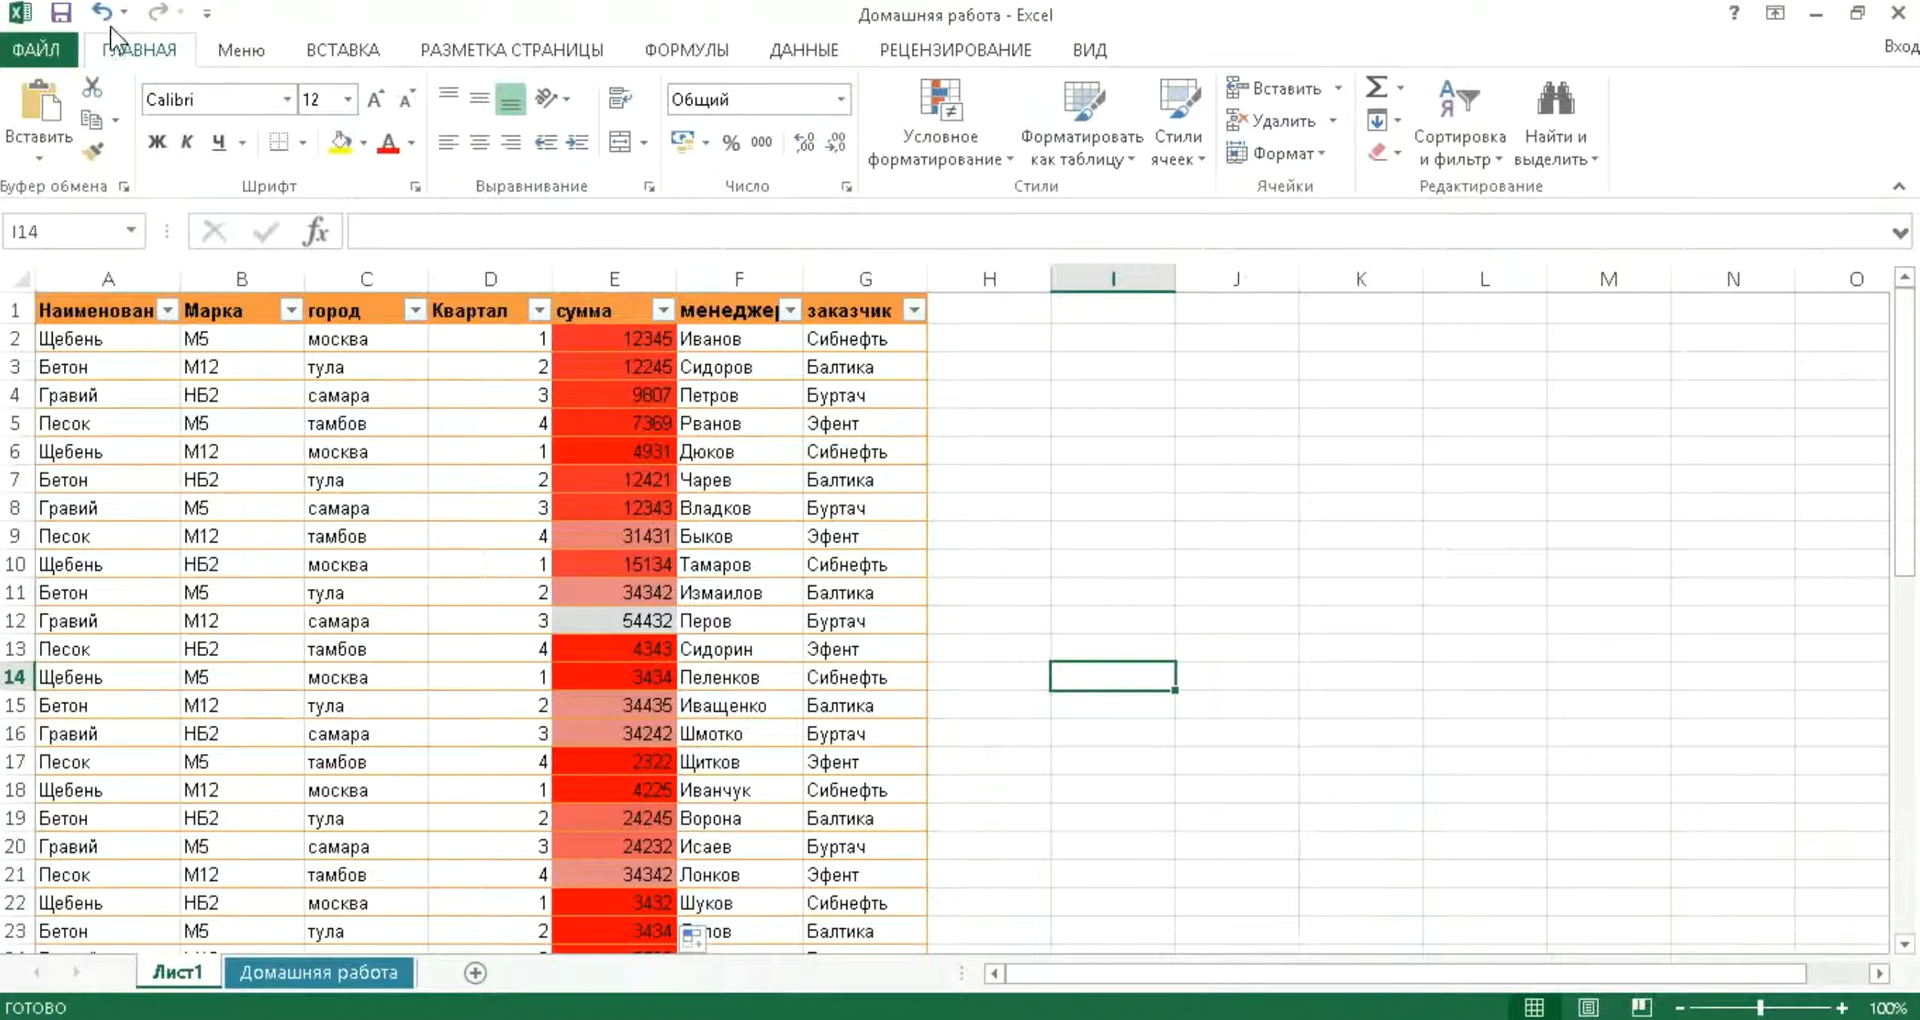 Домашняя работа - Excel
?
ФАЙЛ ГЛАВНАЯ Меню ВСТАВКА РАЗМЕТКА СТРАНИЦЫ ФОРМУЛЫ ДАННЫЕ РЕЦЕНЗИРОВАНИЕ ВИД Вход
Вставить
Calibri 12
Ж К Ч
Общий
% 000
Условное форматирование
Форматировать как таблицу
Стили ячеек
Вставить
Удалить
Формат
Сортировка и фильтр
Найти и выделить
Буфер обмена Шрифт Выравнивание Число Стили Ячейки Редактирование
I14 fx
A B C D E F G H I J K L M N O
1 Наименован Марка город Квартал сумма менеджер заказчик
2 Щебень М5 москва 1 12345 Иванов Сибнефть
3 Бетон М12 тула 2 12245 Сидоров Балтика
4 Гравий НБ2 самара 3 9807 Петров Буртач
5 Песок М5 тамбов 4 7369 Рванов Эфент
6 Щебень М12 москва 1 4931 Дюков Сибнефть
7 Бетон НБ2 тула 2 12421 Чарев Балтика
8 Гравий М5 самара 3 12343 Владков Буртач
9 Песок М12 тамбов 4 31431 Быков Эфент
10 Щебень НБ2 москва 1 15134 Тамаров Сибнефть
11 Бетон М5 тула 2 34342 Измаилов Балтика
12 Гравий М12 самара 3 54432 Перов Буртач
13 Песок НБ2 тамбов 4 4343 Сидорин Эфент
14 Щебень М5 москва 1 3434 Пеленков Сибнефть
15 Бетон М12 тула 2 34435 Иващенко Балтика
16 Гравий НБ2 самара 3 34242 Шмотко Буртач
17 Песок М5 тамбов 4 2322 Щитков Эфент
18 Щебень М12 москва 1 4225 Иванчук Сибнефть
19 Бетон НБ2 тула 2 24245 Ворона Балтика
20 Гравий М5 самара 3 24232 Исаев Буртач
21 Песок М12 тамбов 4 34342 Лонков Эфент
22 Щебень НБ2 москва 1 3432 Шуков Сибнефть
23 Бетон М5 тула 2 3434 Балтика
Лист1 Домашняя работа
ГОТОВО 100%